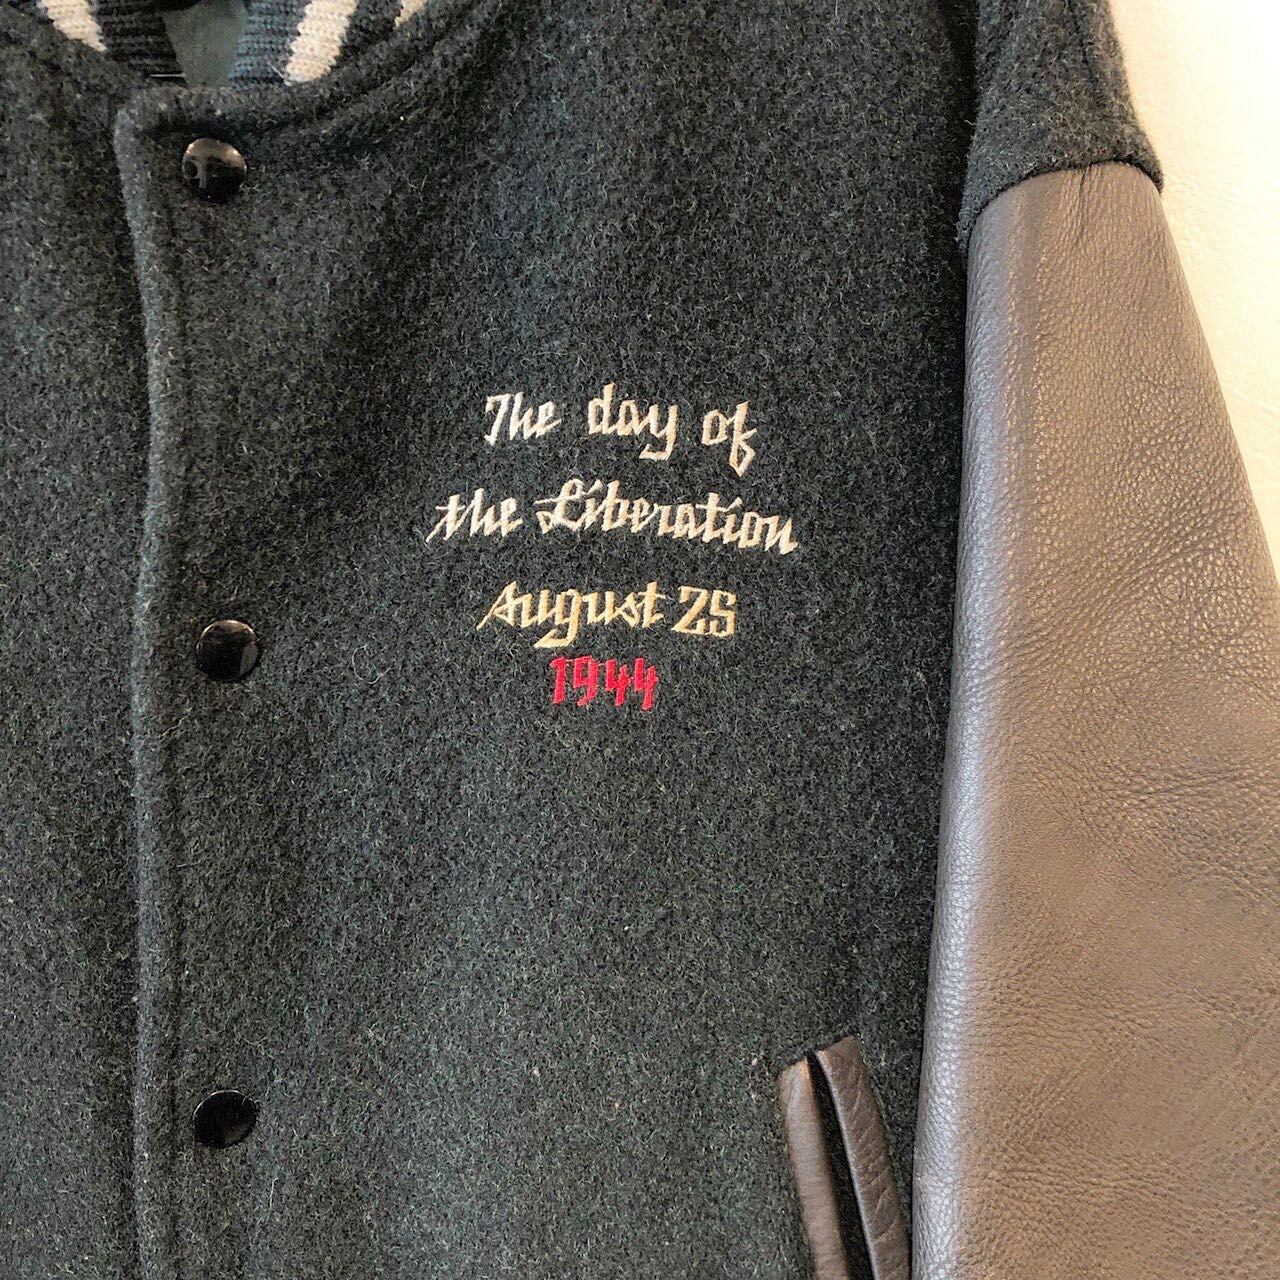 The day of
the Liberation
August 25
1944